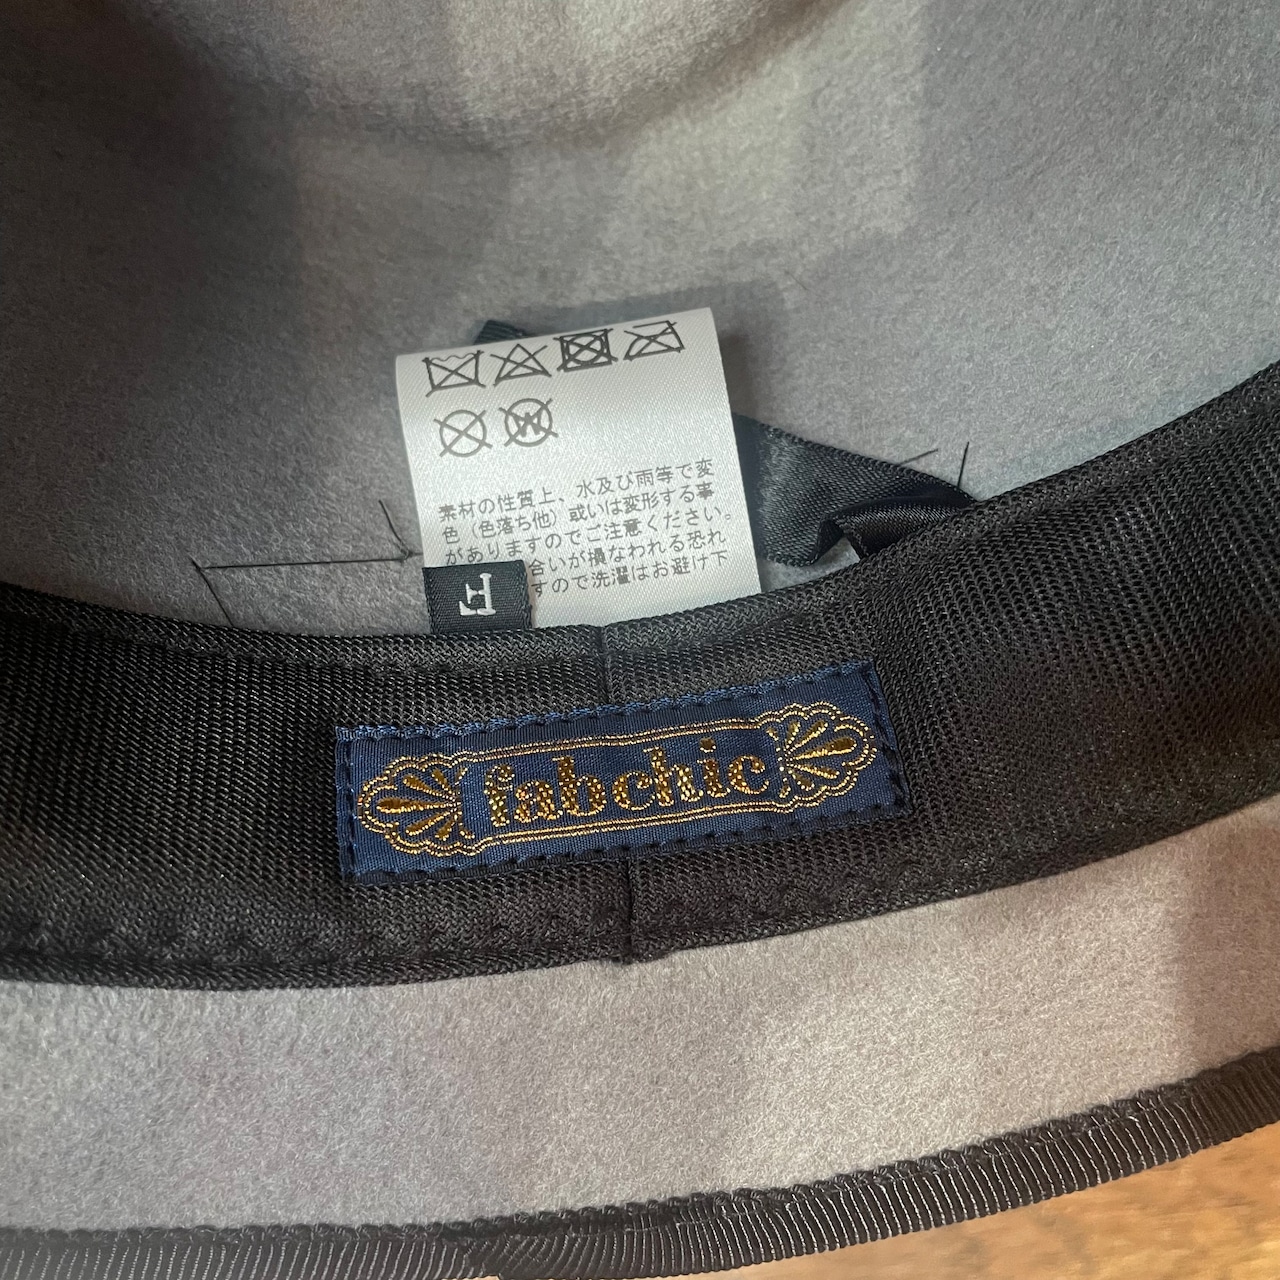 素材の性質上、水及び雨等で変
色（色落ち他）或いは変形する事
がありますのでご注意ください。
合いが損なわれる恐れ
すので洗濯はお避け下
F
fabchic